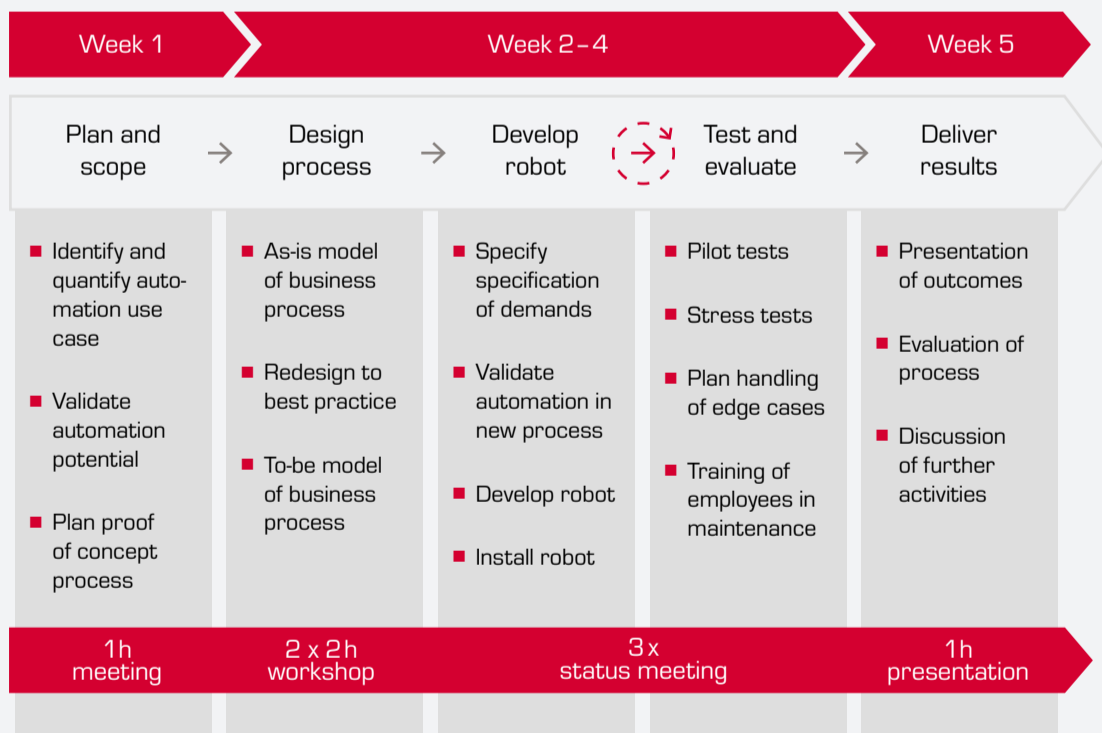 Week 1
Week 2–4
Week 5
Plan and
scope
Design
process
Develop
robot
Test and
evaluate
Deliver
results
Identify and
quantify auto-
mation use
case
Validate
automation
potential
Plan proof
of concept
process
As-is model
of business
process
Redesign to
best practice
To-be model
of business
process
Specify
specification
of demands
Validate
automation in
new process
Develop robot
Install robot
Pilot tests
Stress tests
Plan handling
of edge cases
Training of
employees in
maintenance
Presentation
of outcomes
Evaluation of
process
Discussion
of further
activities
1h
meeting
2 x 2h
workshop
3x
status meeting
1h
presentation